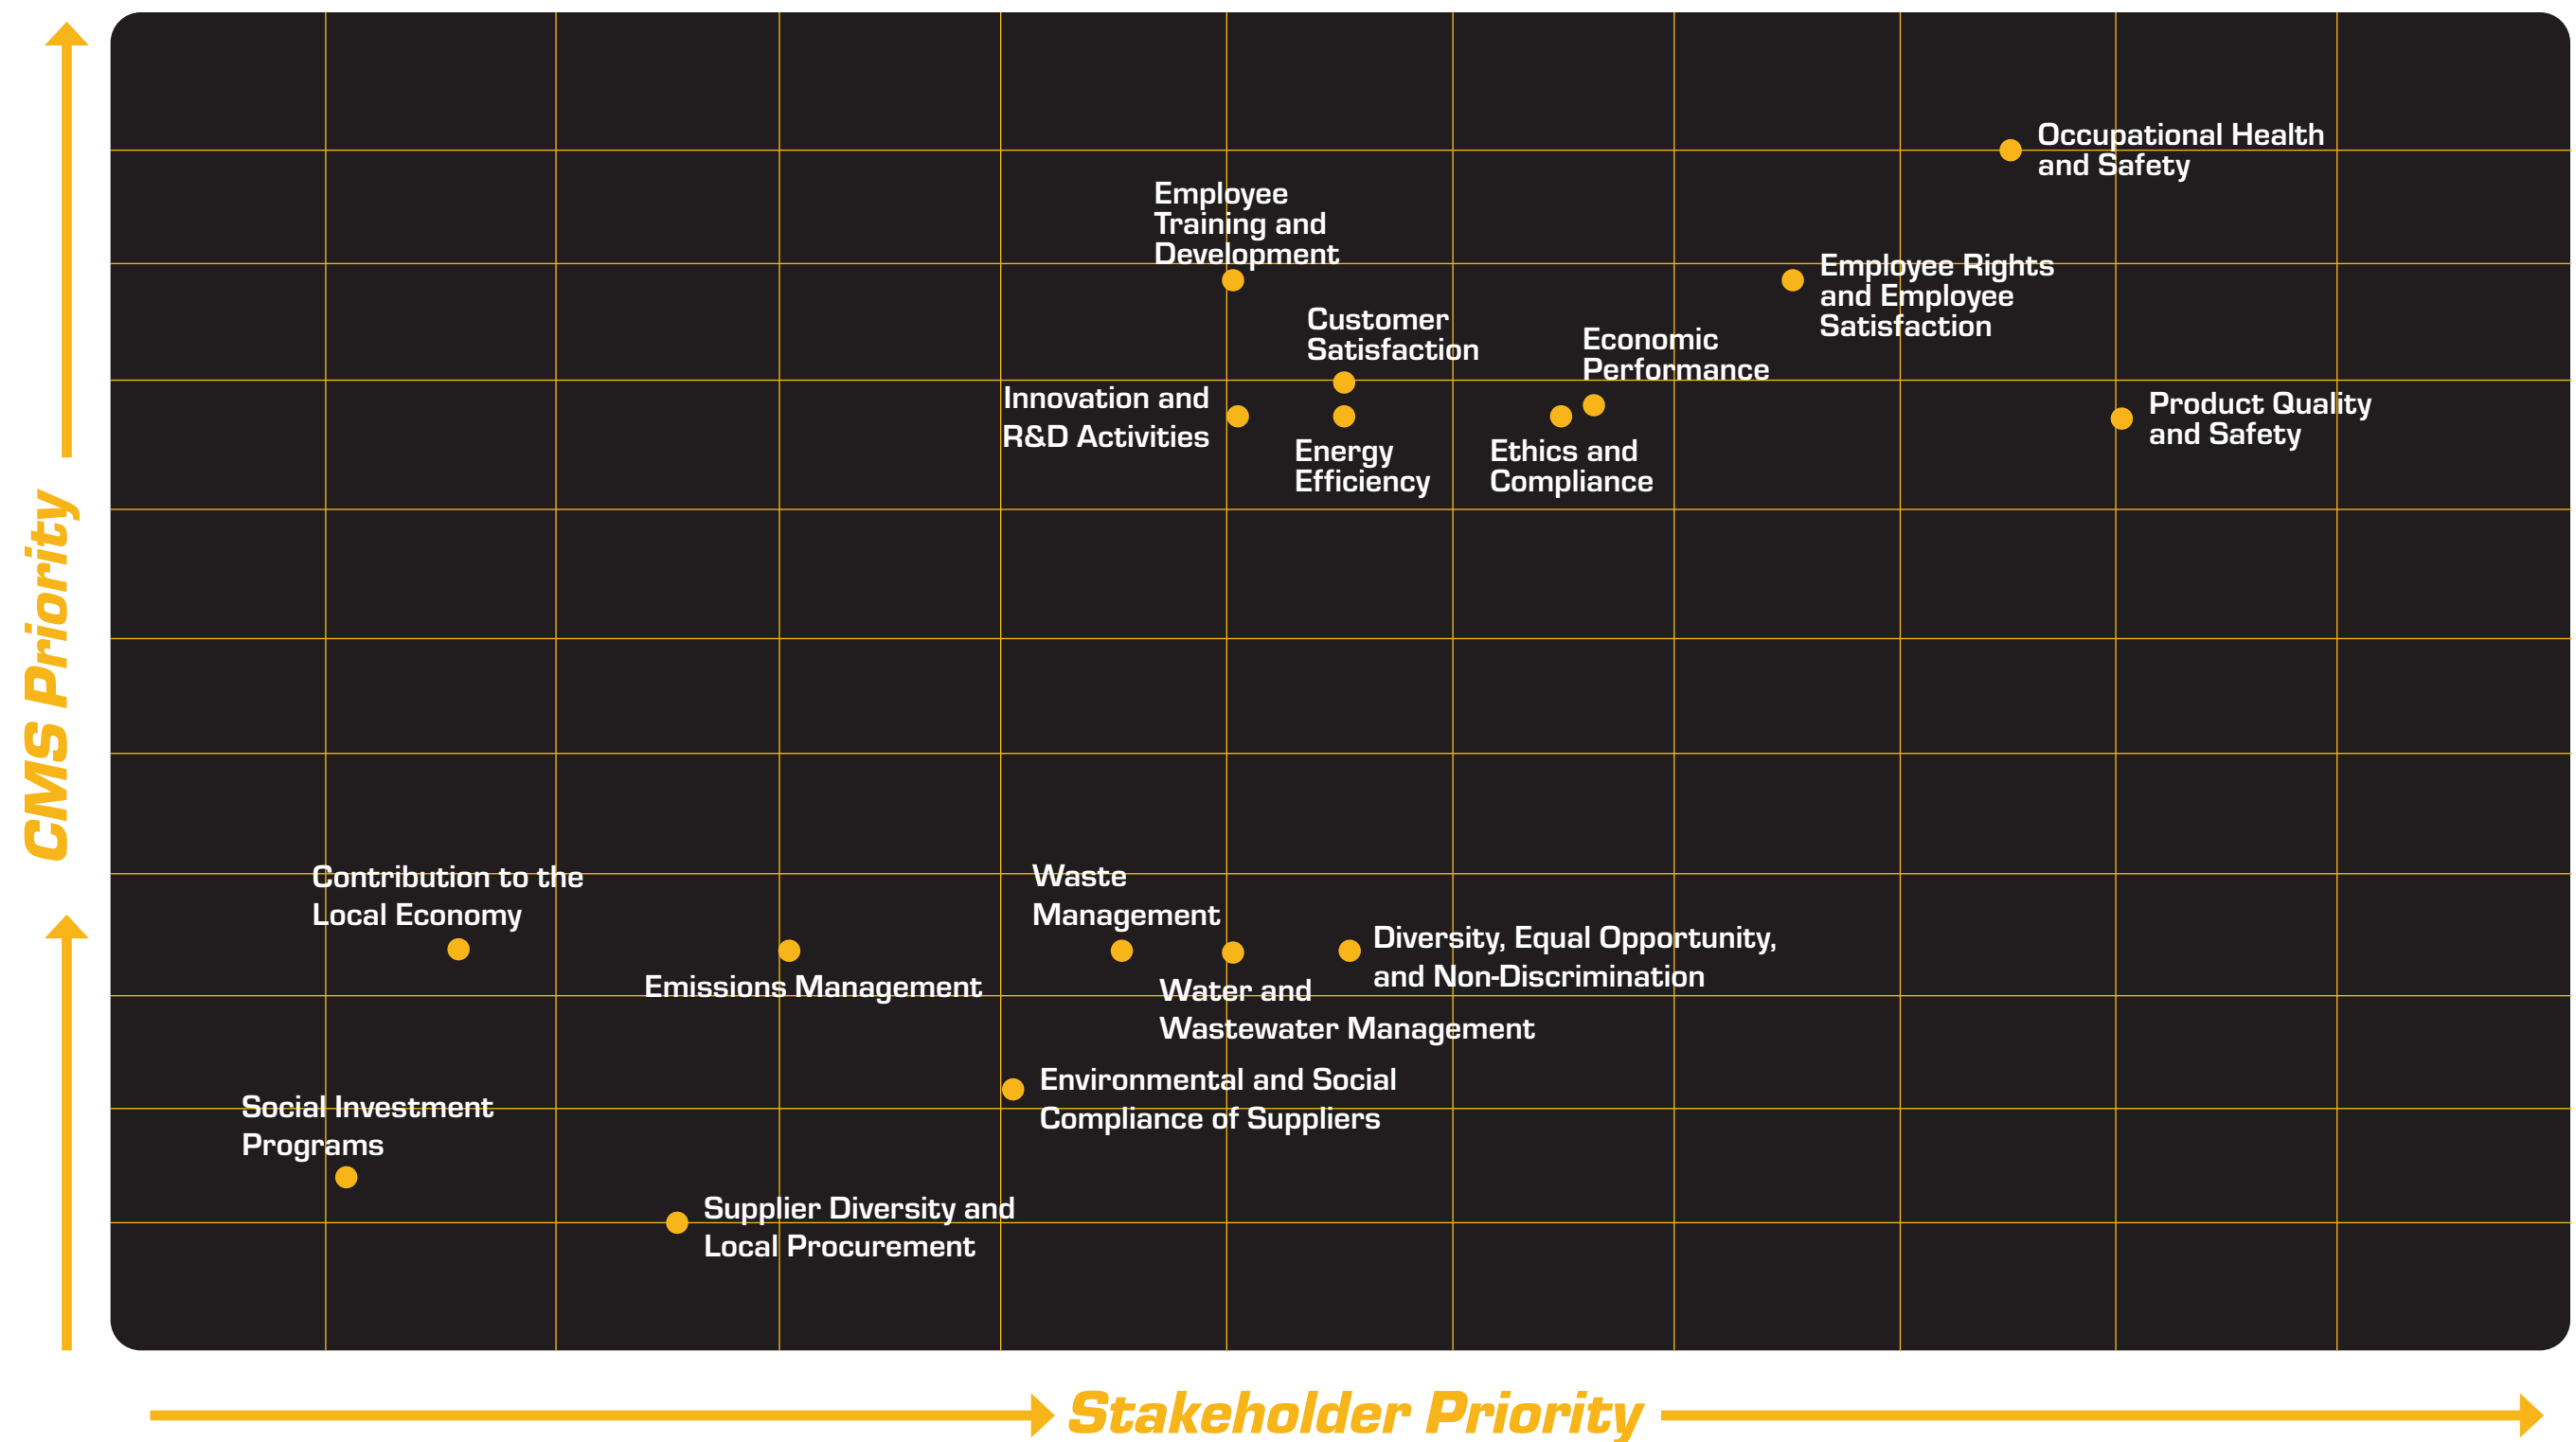 Occupational Health
and Safety
Employee
Training and
Development
Employee Rights
and Employee
Satisfaction
Customer
Satisfaction
Economic
Performance
Innovation and
R&D Activities
Product Quality
and Safety
Energy
Efficiency
Ethics and
Compliance
CMS Priority
Contribution to the
Local Economy
Waste
Management
Diversity, Equal Opportunity,
and Non-Discrimination
Emissions Management
Water and
Wastewater Management
Environmental and Social
Compliance of Suppliers
Social Investment
Programs
Supplier Diversity and
Local Procurement
Stakeholder Priority